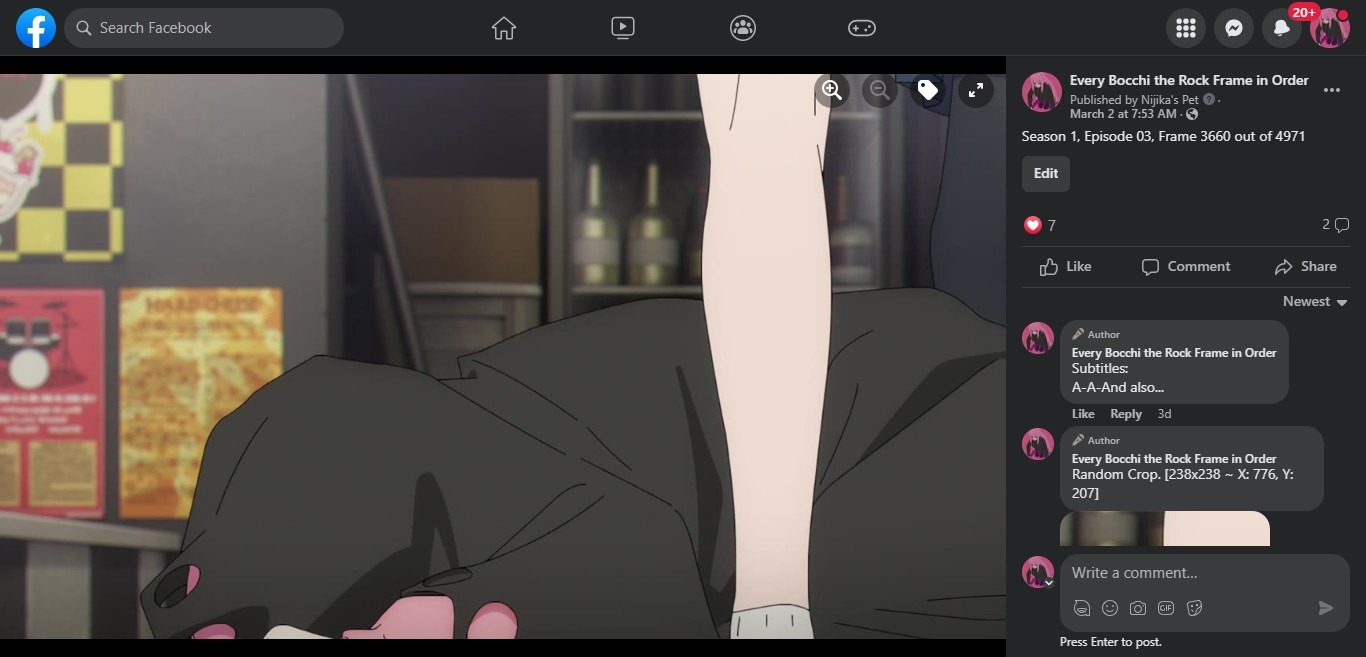 Search Facebook
20+
Every Bocchi the Rock Frame in Order
Published by Nijika's Pet ·
March 2 at 7:53 AM ·
Season 1, Episode 03, Frame 3660 out of 4971
Edit
7
2
Like
Comment
Share
Newest
Author
Every Bocchi the Rock Frame in Order
Subtitles:
A-A-And also...
Like Reply 3d
Author
Every Bocchi the Rock Frame in Order
Random Crop. [238x238 ~ X: 776, Y:
207]
Write a comment...
GIF
Press Enter to post.
HARD CHEESE